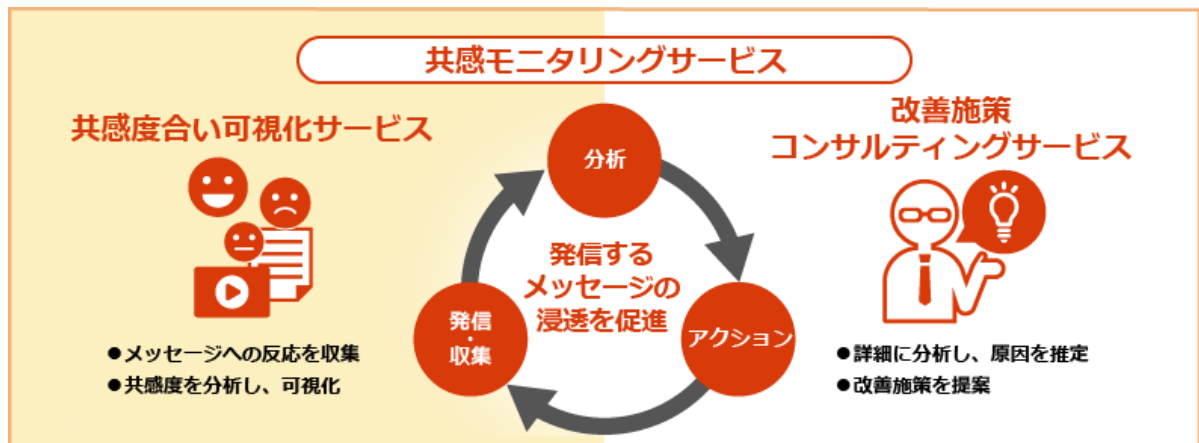 共感モニタリングサービス
共感度合い可視化サービス
●メッセージへの反応を収集
●共感度を分析し、可視化
分析
発信する
メッセージの
浸透を促進
発信
・
収集
アクション
改善施策
コンサルティングサービス
●詳細に分析し、原因を推定
●改善施策を提案